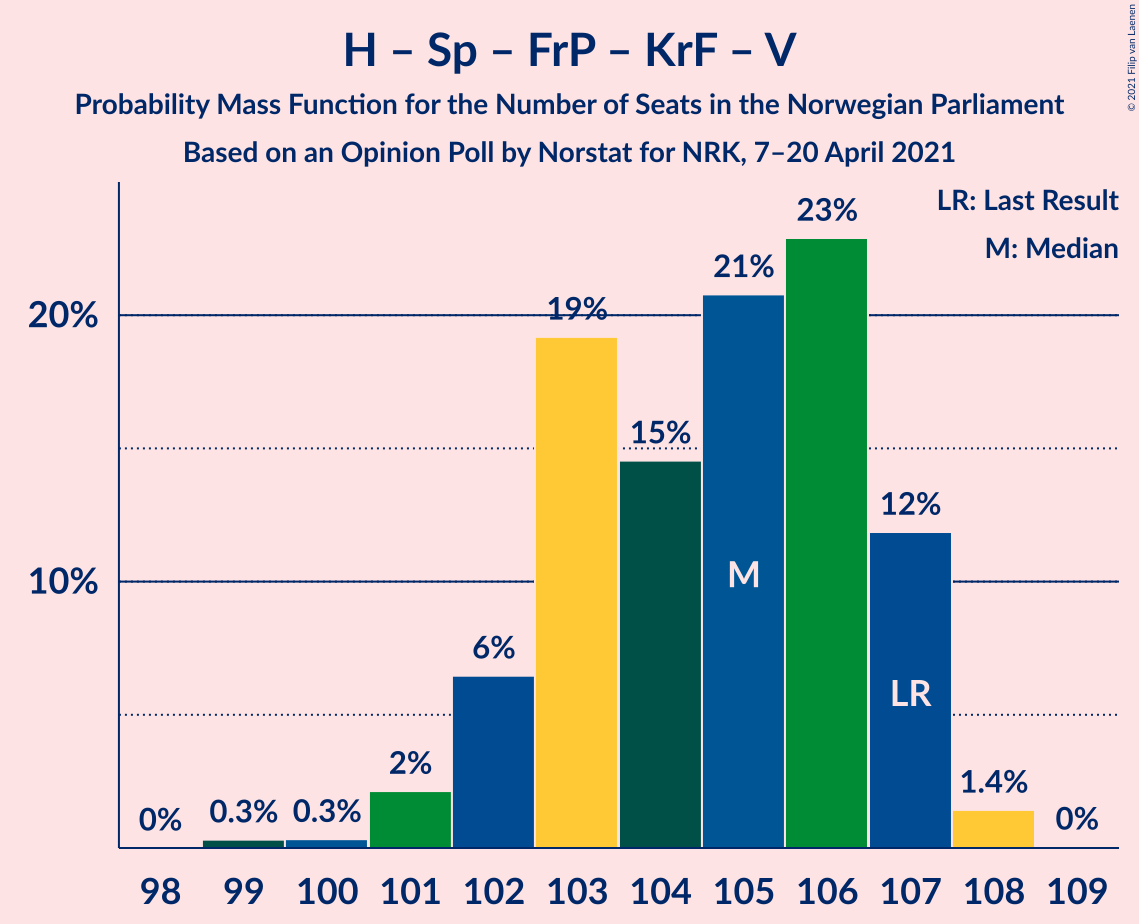 H – Sp – FrP – KrF – V
Probability Mass Function for the Number of Seats in the Norwegian Parliament
Based on an Opinion Poll by Norstat for NRK, 7–20 April 2021
© 2021 Filip van Laenen
LR: Last Result
M: Median
20%
10%
0%
0.3%
0.3%
2%
6%
19%
15%
21%
23%
12%
1.4%
0%
M
LR
98 99 100 101 102 103 104 105 106 107 108 109